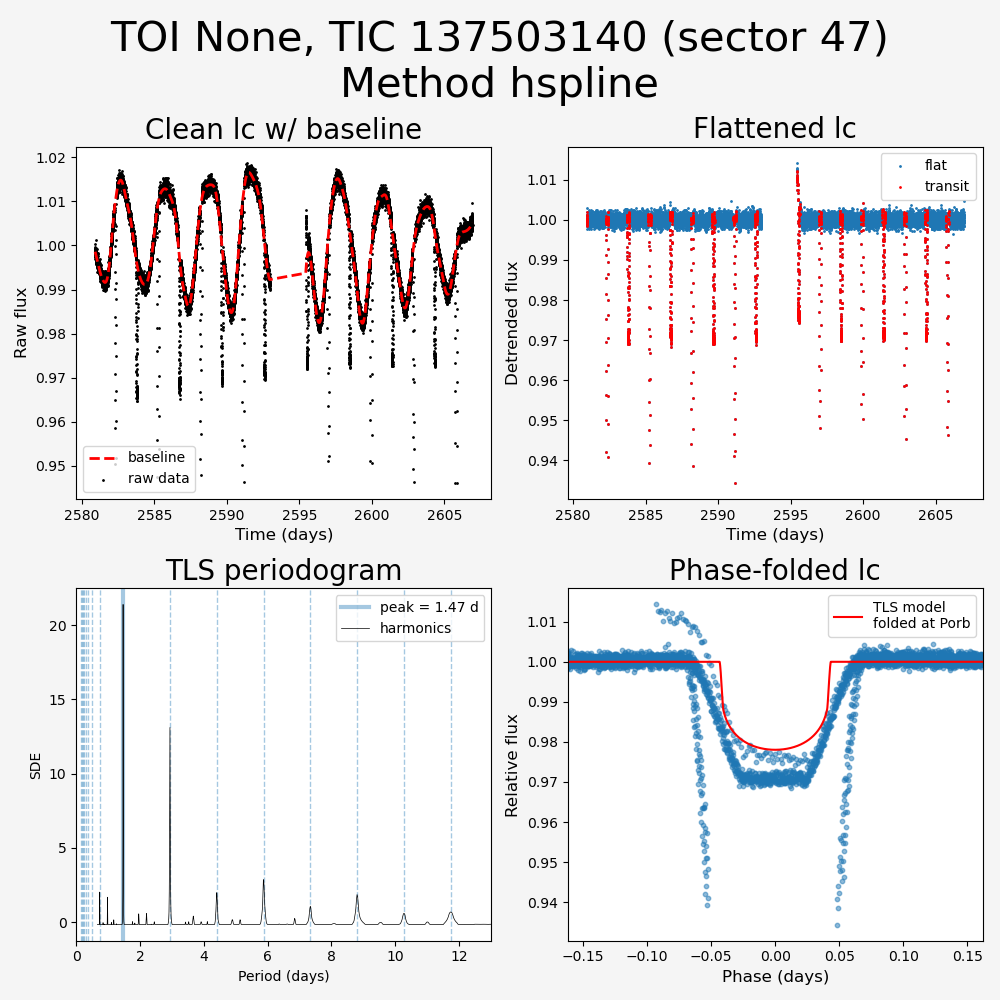 TOI None, TIC 137503140 (sector 47)
Method hspline
Clean lc w/ baseline
Raw flux
1.02
1.01
1.00
0.99
0.98
0.97
0.96
0.95
baseline
raw data
2580
2585
2590
2595
2600
2605
Time (days)
Flattened lc
Detrended flux
1.01
1.00
0.99
0.98
0.97
0.96
0.95
0.94
flat
transit
2580
2585
2590
2595
2600
2605
Time (days)
TLS periodogram
SDE
20
15
10
5
0
peak = 1.47 d
harmonics
0
2
4
6
8
10
12
Period (days)
Phase-folded lc
Relative flux
1.01
1.00
0.99
0.98
0.97
0.96
0.95
0.94
TLS model
folded at Porb
−0.15
−0.10
−0.05
0.00
0.05
0.10
0.15
Phase (days)